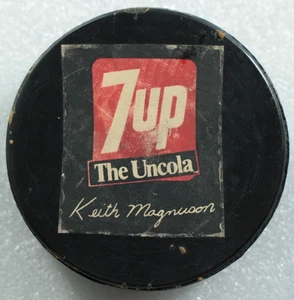 7up
The Uncola
Keith Magnuson